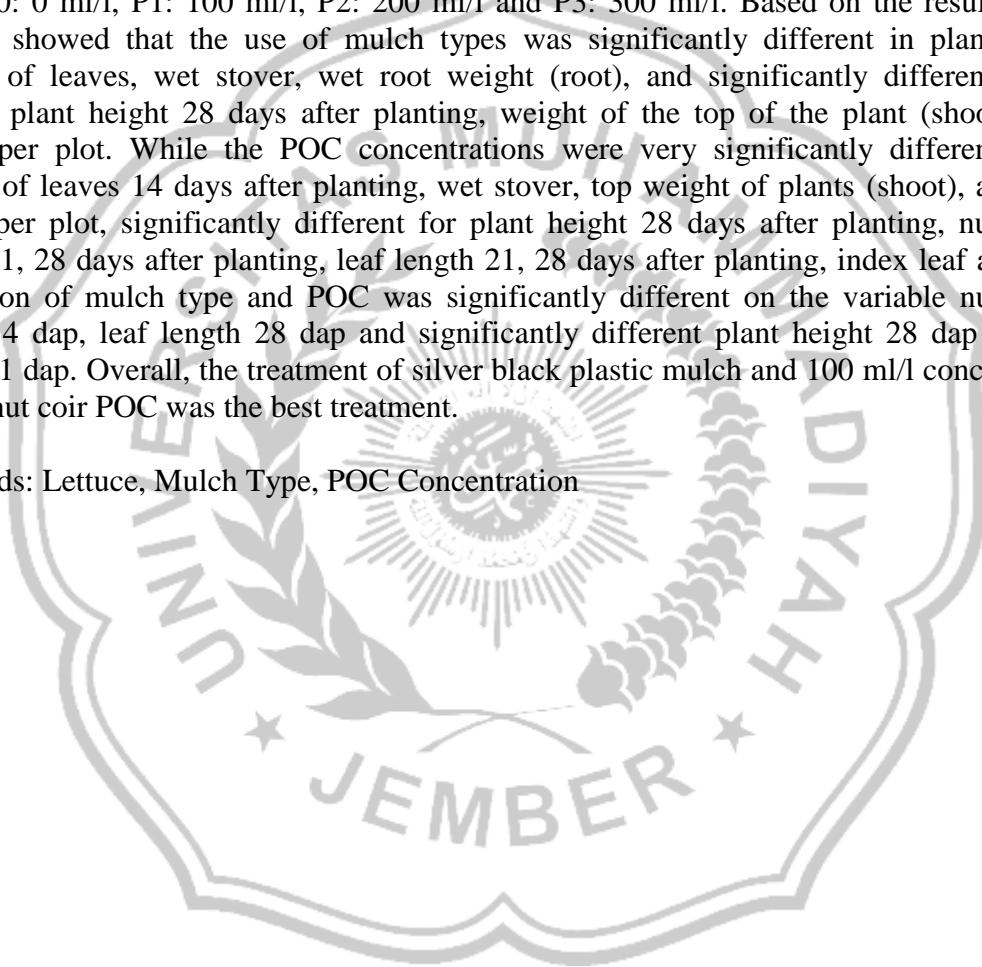 0: 0 ml/l, P1: 100 ml/l, P2: 200 ml/l and P3: 300 ml/l. Based on the resul
showed that the use of mulch types was significantly different in plan
of leaves, wet stover, wet root weight (root), and significantly differen
plant height 28 days after planting, weight of the top of the plant (shoo
per plot. While the POC concentrations were very significantly differen
of leaves 14 days after planting, wet stover, top weight of plants (shoot), a
per plot, significantly different for plant height 28 days after planting, nu
1, 28 days after planting, leaf length 21, 28 days after planting, index leaf a
on of mulch type and POC was significantly different on the variable nu
4 dap, leaf length 28 dap and significantly different plant height 28 dap
1 dap. Overall, the treatment of silver black plastic mulch and 100 ml/l conc
nut coir POC was the best treatment.
ds: Lettuce, Mulch Type, POC Concentration
UNIVERSITAS MUHAMMADIYAH
JEMBER